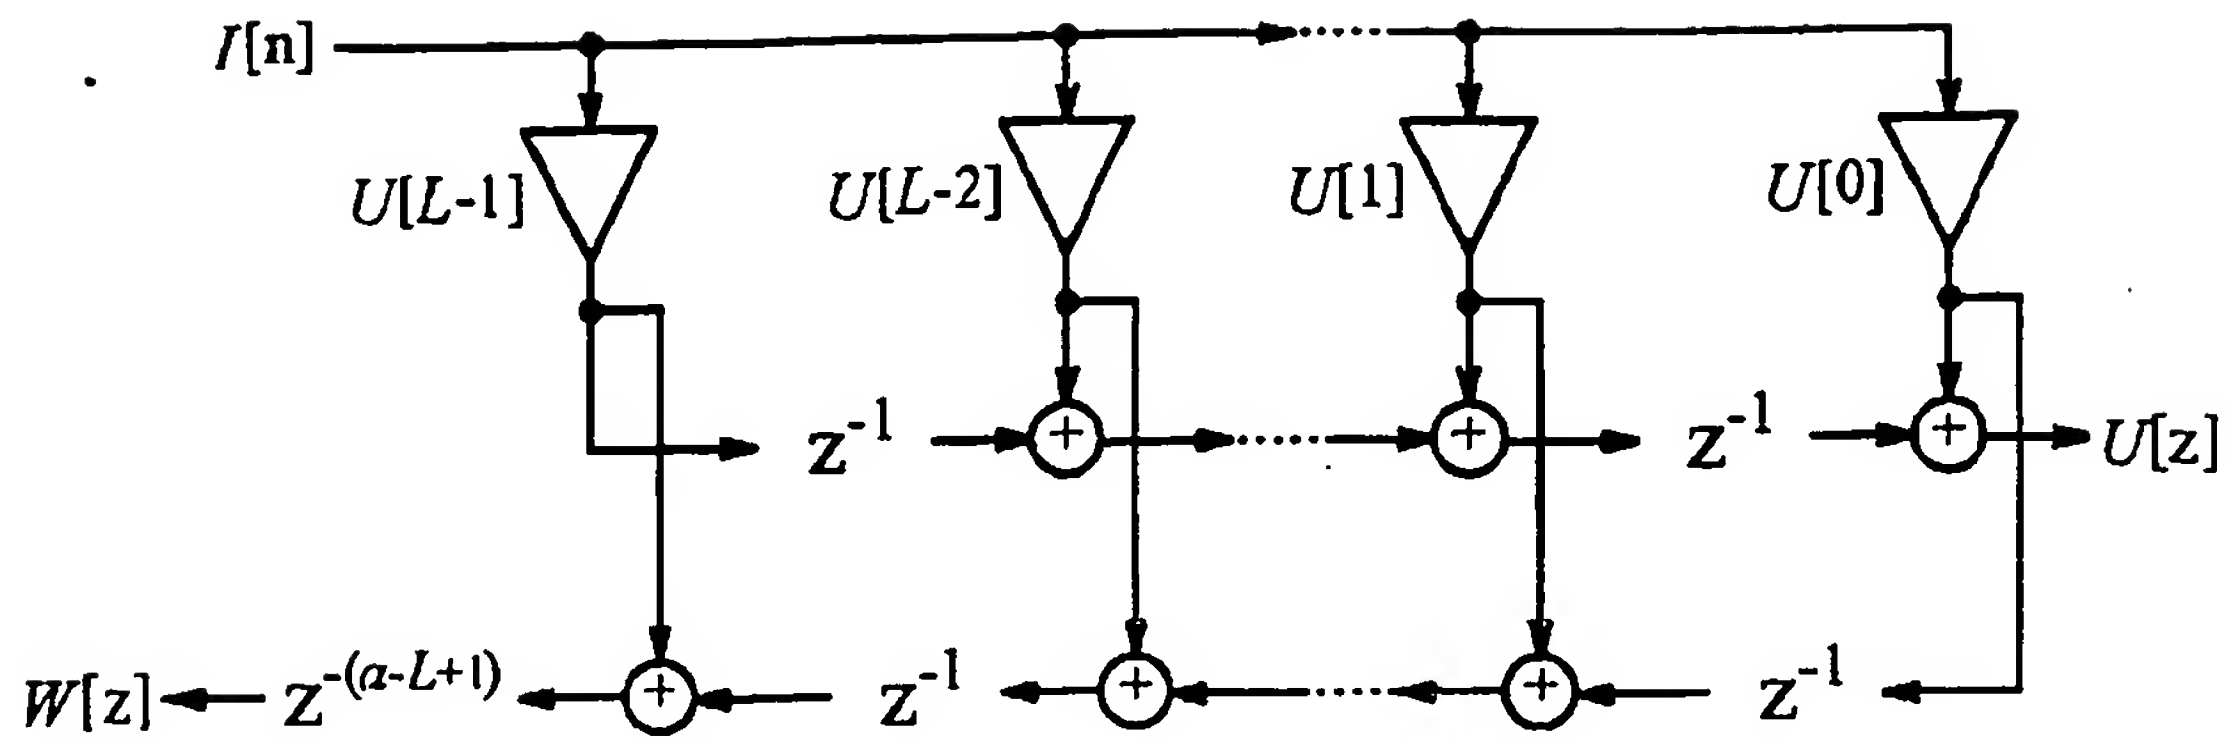 I[n]
U[L-1] U[L-2] U[1] U[0]
z⁻¹ + + z⁻¹ + U[z]
W[z] z⁻⁽ᵃ⁻ᴸ⁺¹⁾ + z⁻¹ + + z⁻¹